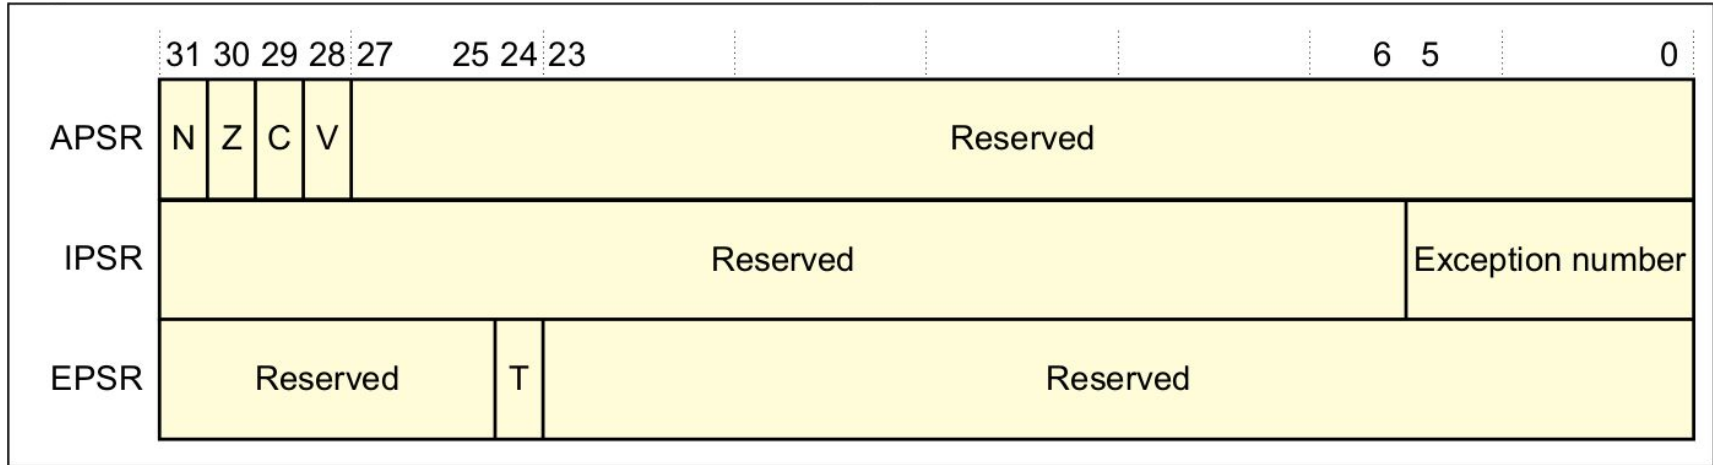 31 30 29 28 27 25 24 23 6 5 0
APSR N Z C V Reserved
IPSR Reserved Exception number
EPSR Reserved T Reserved